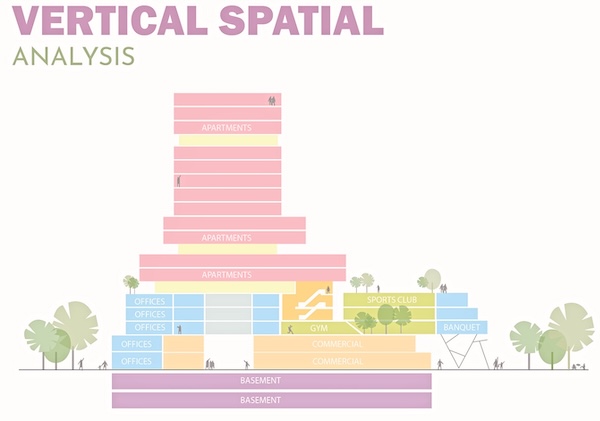 VERTICAL SPATIAL
ANALYSIS
APARTMENTS
APARTMENTS
APARTMENTS
OFFICES
SPORTS CLUB
OFFICES
OFFICES
GYM
BANQUET
OFFICES
COMMERCIAL
OFFICES
COMMERCIAL
BASEMENT
BASEMENT